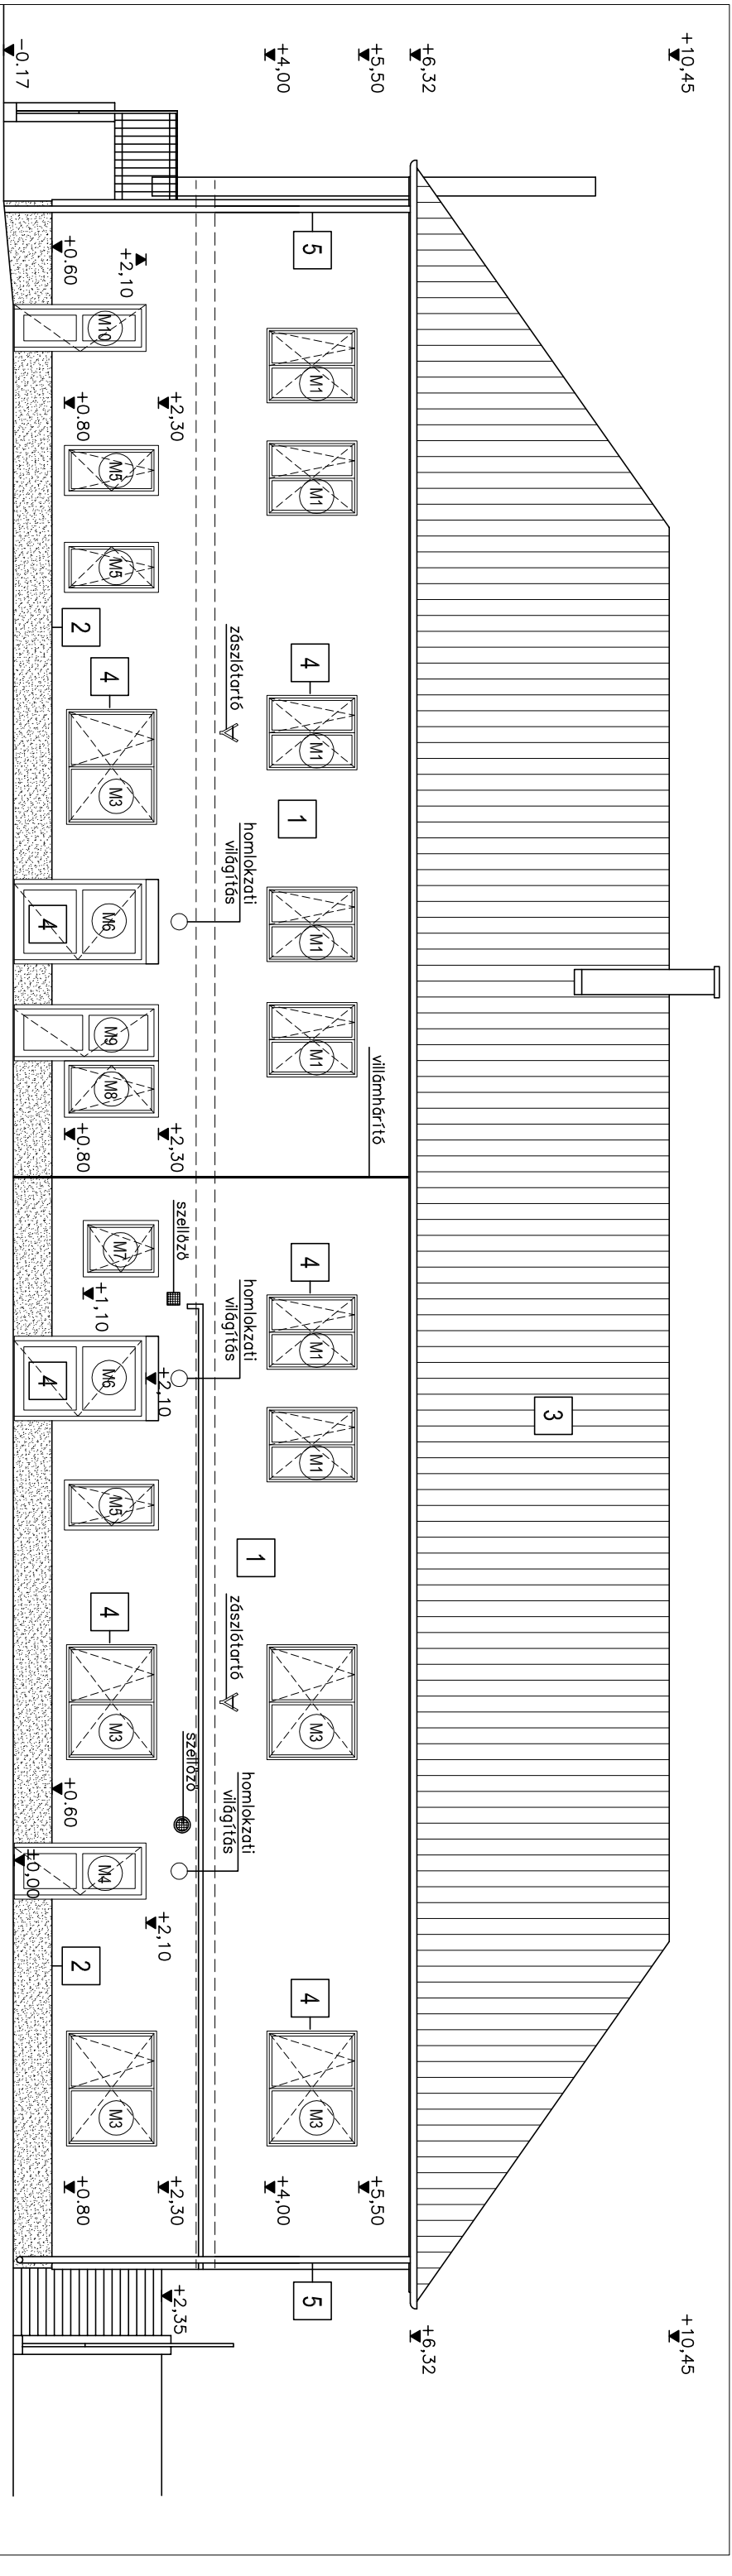 +10,45
+6,32
+5,50
+4,00
-0.17
5
+2,10
+0.60
M10
M1
M1
+2,30
+0.80
M5
M5
2
4
M3
zászlótartó
4
M1
1
homlokzati
világítás
M6
4
M1
M9
M8
M1
villámhárító
+2,30
+0.80
szellőző
M7
+1,10
4
M1
homlokzati
világítás
M6
4
+2,10
M1
3
M5
1
4
M3
zászlótartó
M3
szellőző
homlokzati
világítás
+0.60
±0,00
M4
+2,10
2
4
M3
M3
+5,50
+4,00
+2,30
+0.80
5
+2,35
+10,45
+6,32